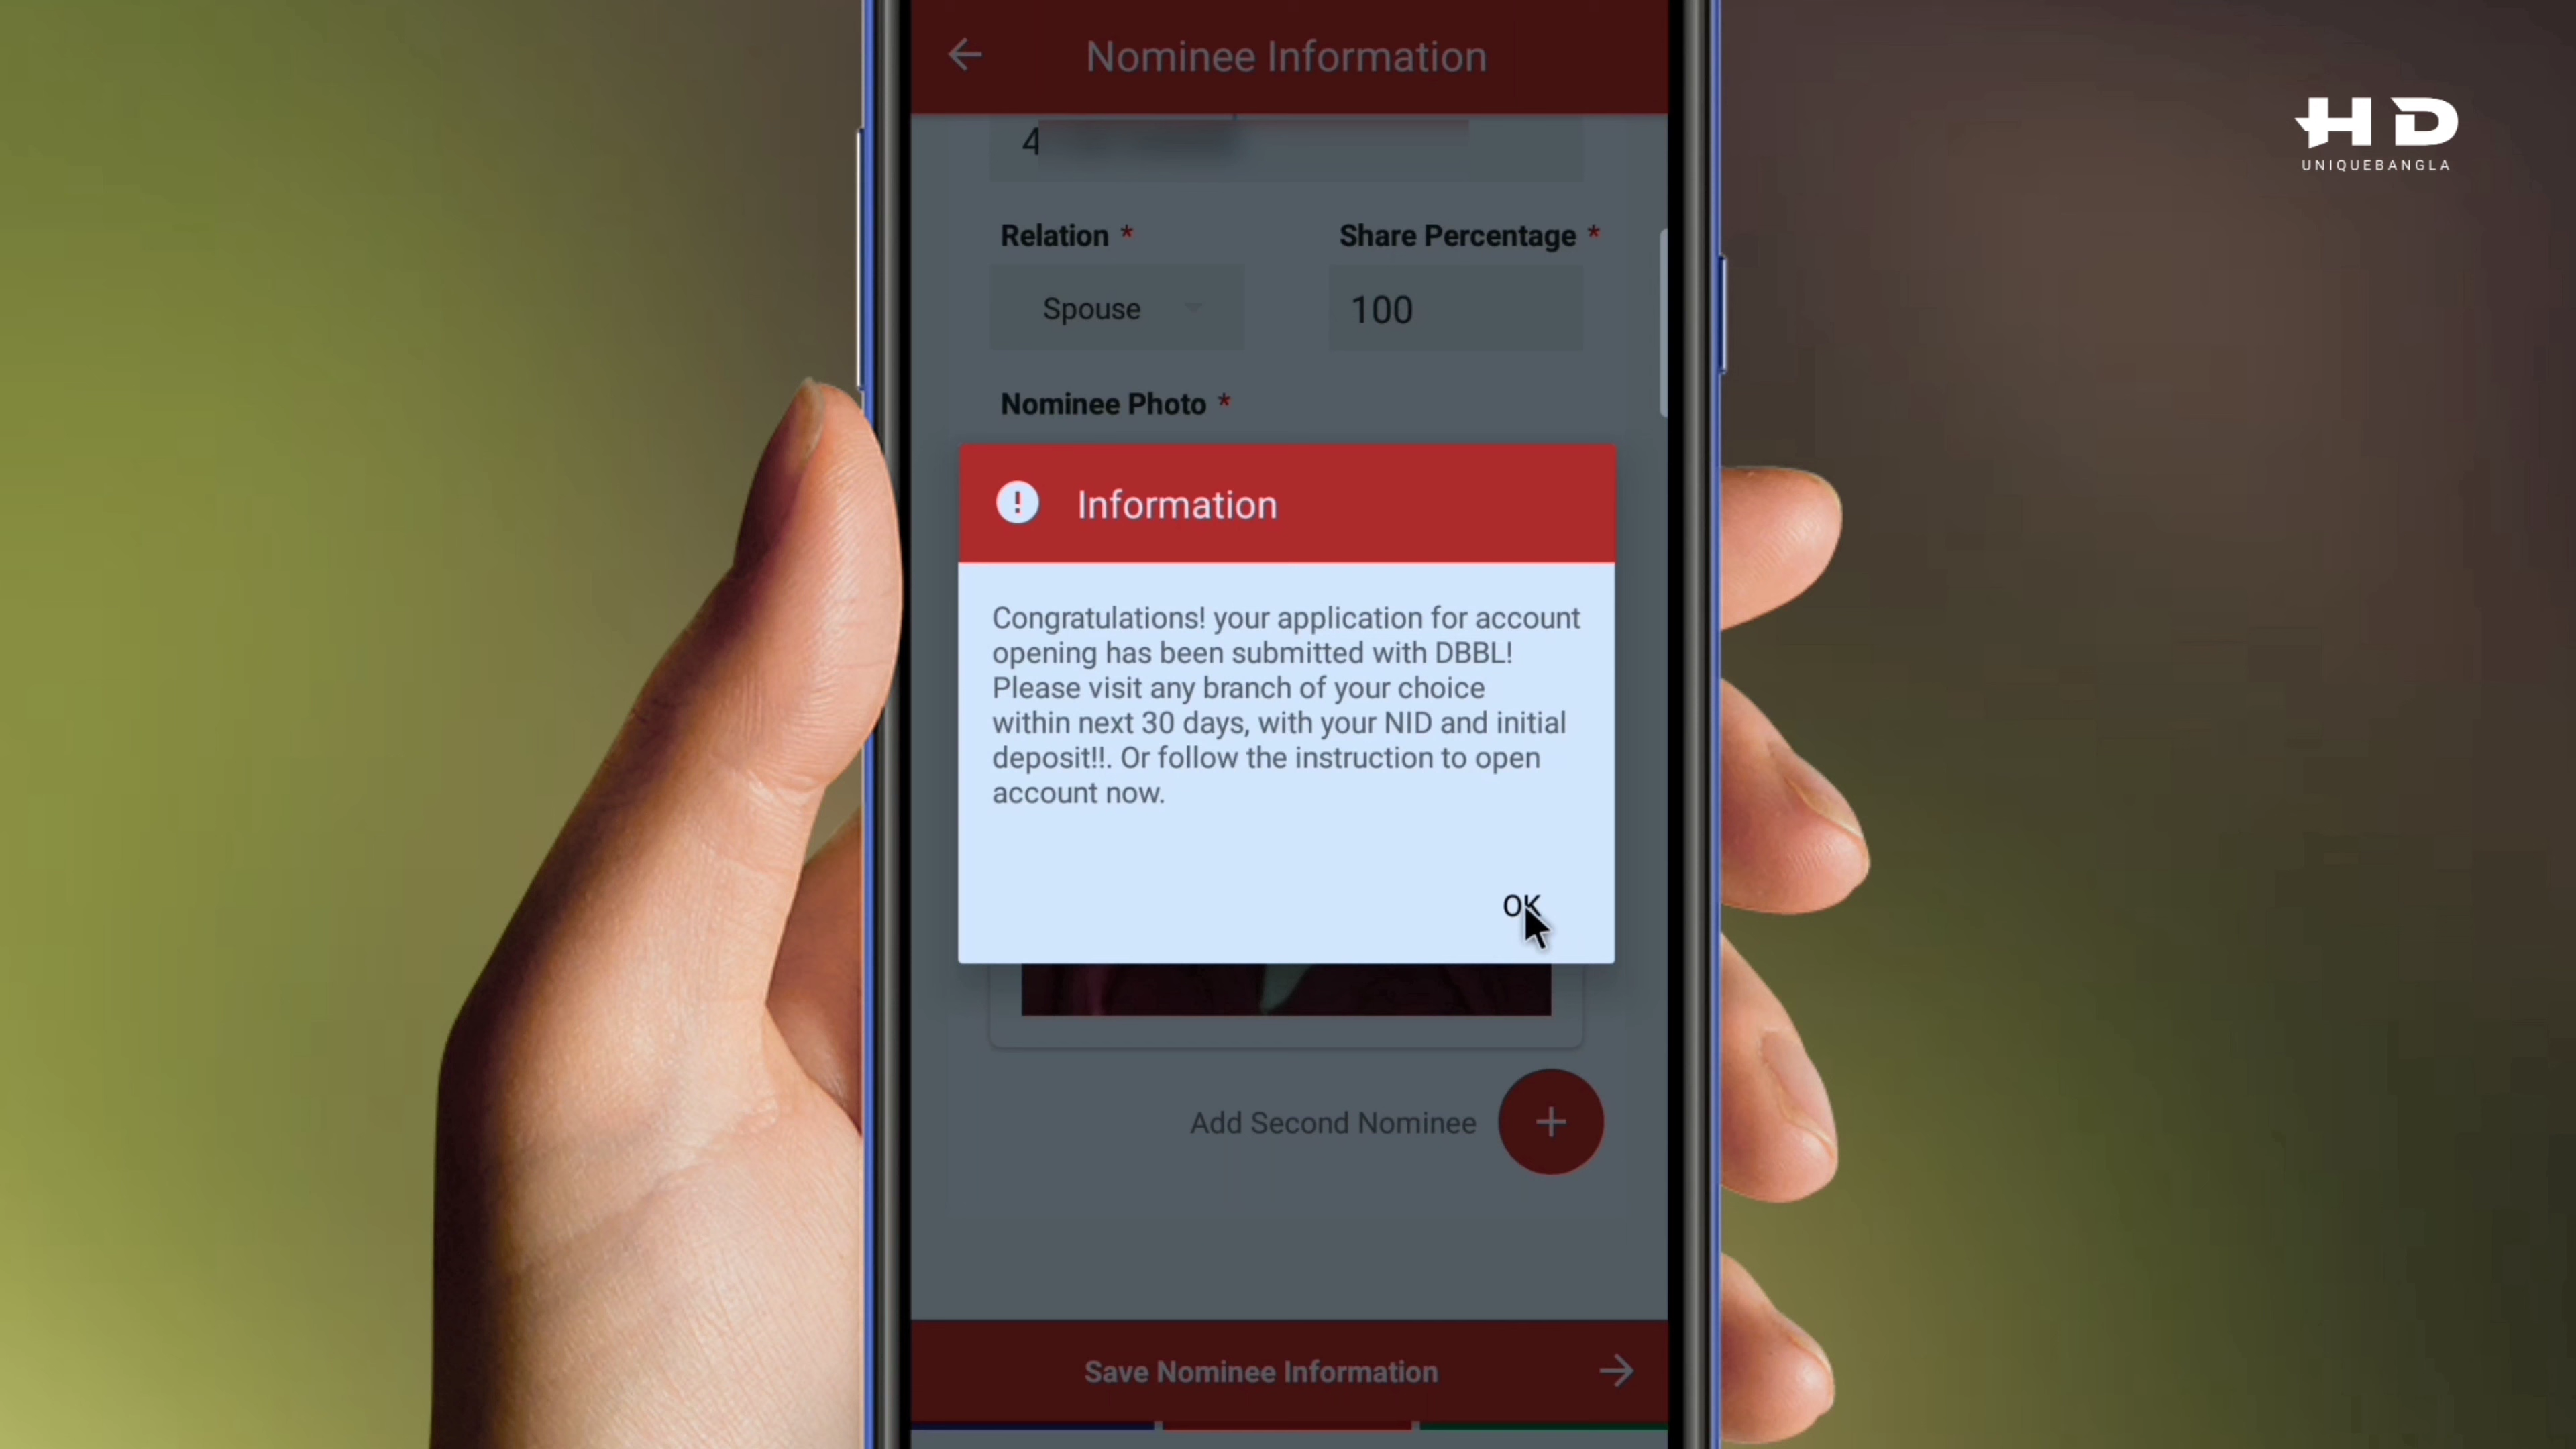 Nominee Information
HD
UNIQUEBANGLA
4
Relation *
Share Percentage *
Spouse
100
Nominee Photo *
Information
Congratulations! your application for account
opening has been submitted with DBBL!
Please visit any branch of your choice
within next 30 days, with your NID and initial
deposit!!. Or follow the instruction to open
account now.
OK
Add Second Nominee
Save Nominee Information